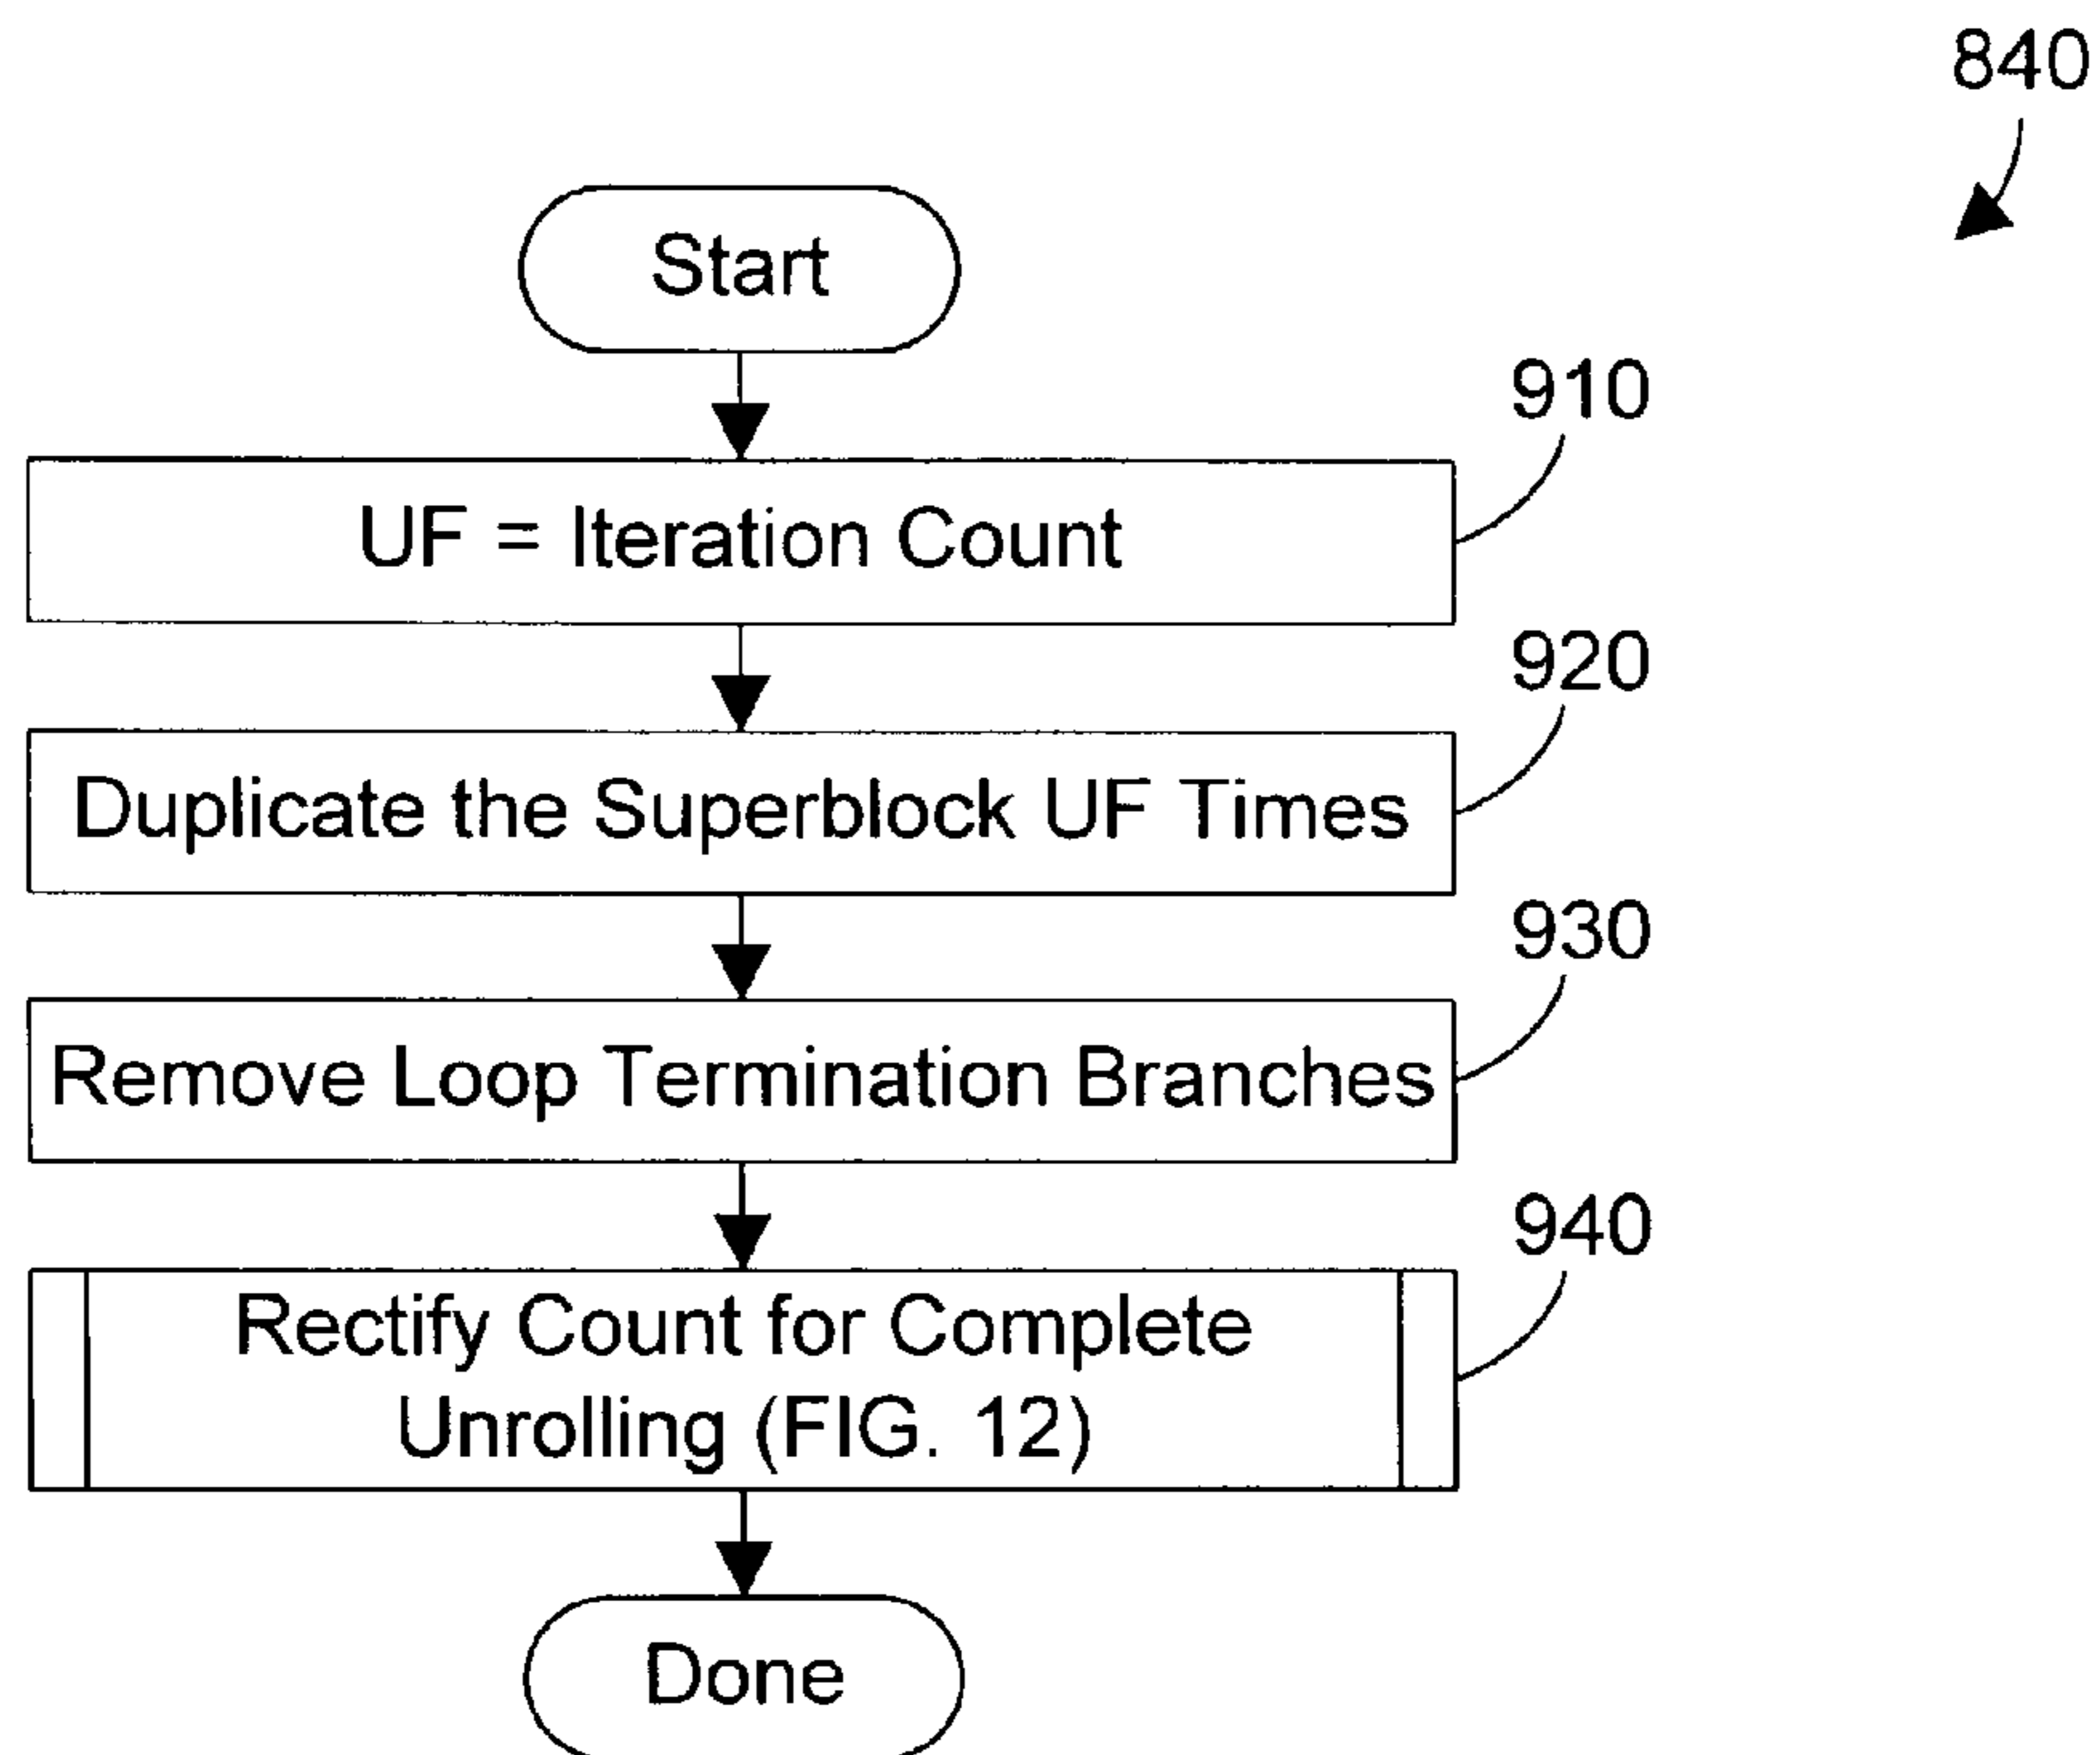 840
Start
910
UF = Iteration Count
920
Duplicate the Superblock UF Times
930
Remove Loop Termination Branches
940
Rectify Count for Complete
Unrolling (FIG. 12)
Done